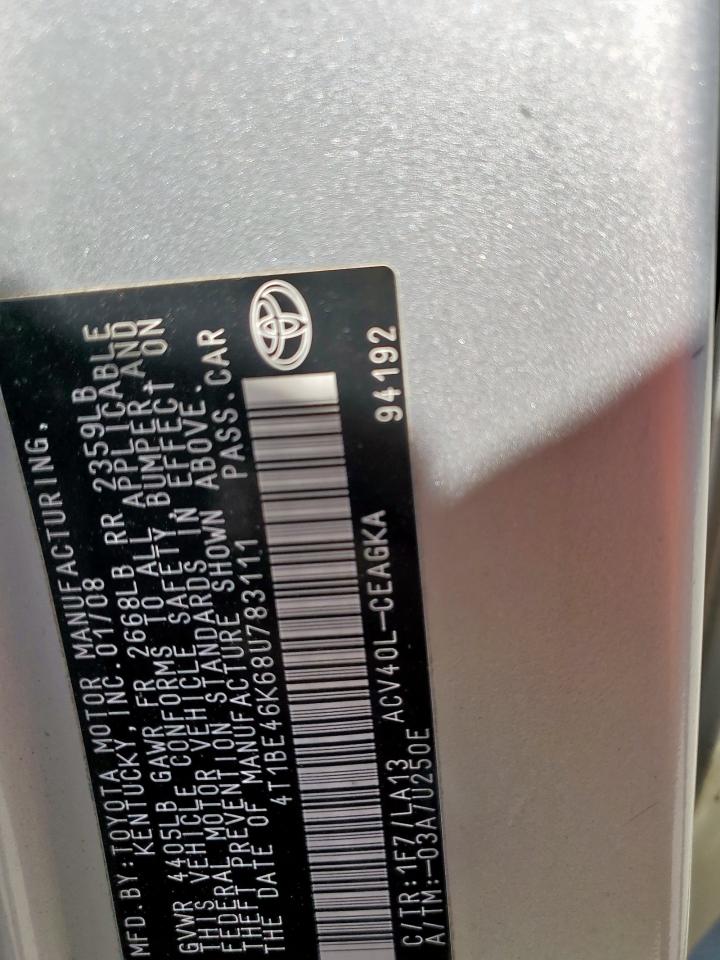 MFD.BY:TOYOTA MOTOR MANUFACTURING,
KENTUCKY, INC.01/08
GVWR 4405LB GAWR FR 2668LB RR 2359LB
THIS VEHICLE CONFORMS TO ALL APPLICABLE
FEDERAL MOTOR VEHICLE SAFETY, BUMPER, AND
THEFT PREVENTION STANDARDS IN EFFECT ON
THE DATE OF MANUFACTURE SHOWN ABOVE.
4T1BE46K68U783111 PASS.CAR
C/TR:1F7/LA13 ACV40L-CEAGKA 94192
A/TM:-03A/U250E